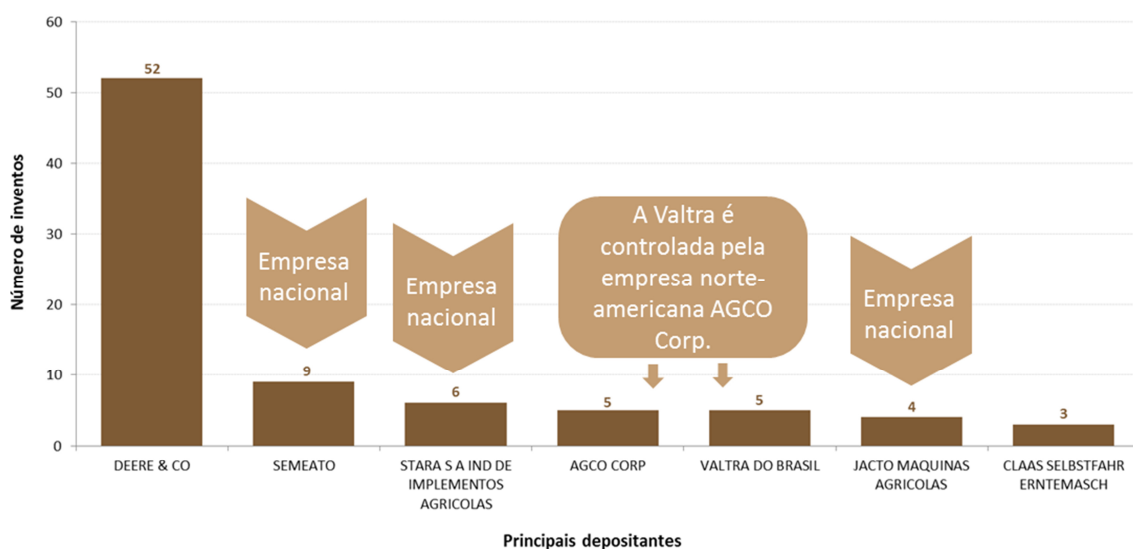 60
50
40
30
20
10
0
Número de inventos
52
9
6
5
5
4
3
Empresa
nacional
Empresa
nacional
A Valtra é
controlada pela
empresa norte-
americana AGCO
Corp.
Empresa
nacional
DEERE & CO
SEMEATO
STARA S A IND DE
IMPLEMENTOS
AGRICOLAS
AGCO CORP
VALTRA DO BRASIL
JACTO MAQUINAS
AGRICOLAS
CLAAS SELBSTFAHR
ERNTEMASCH
Principais depositantes